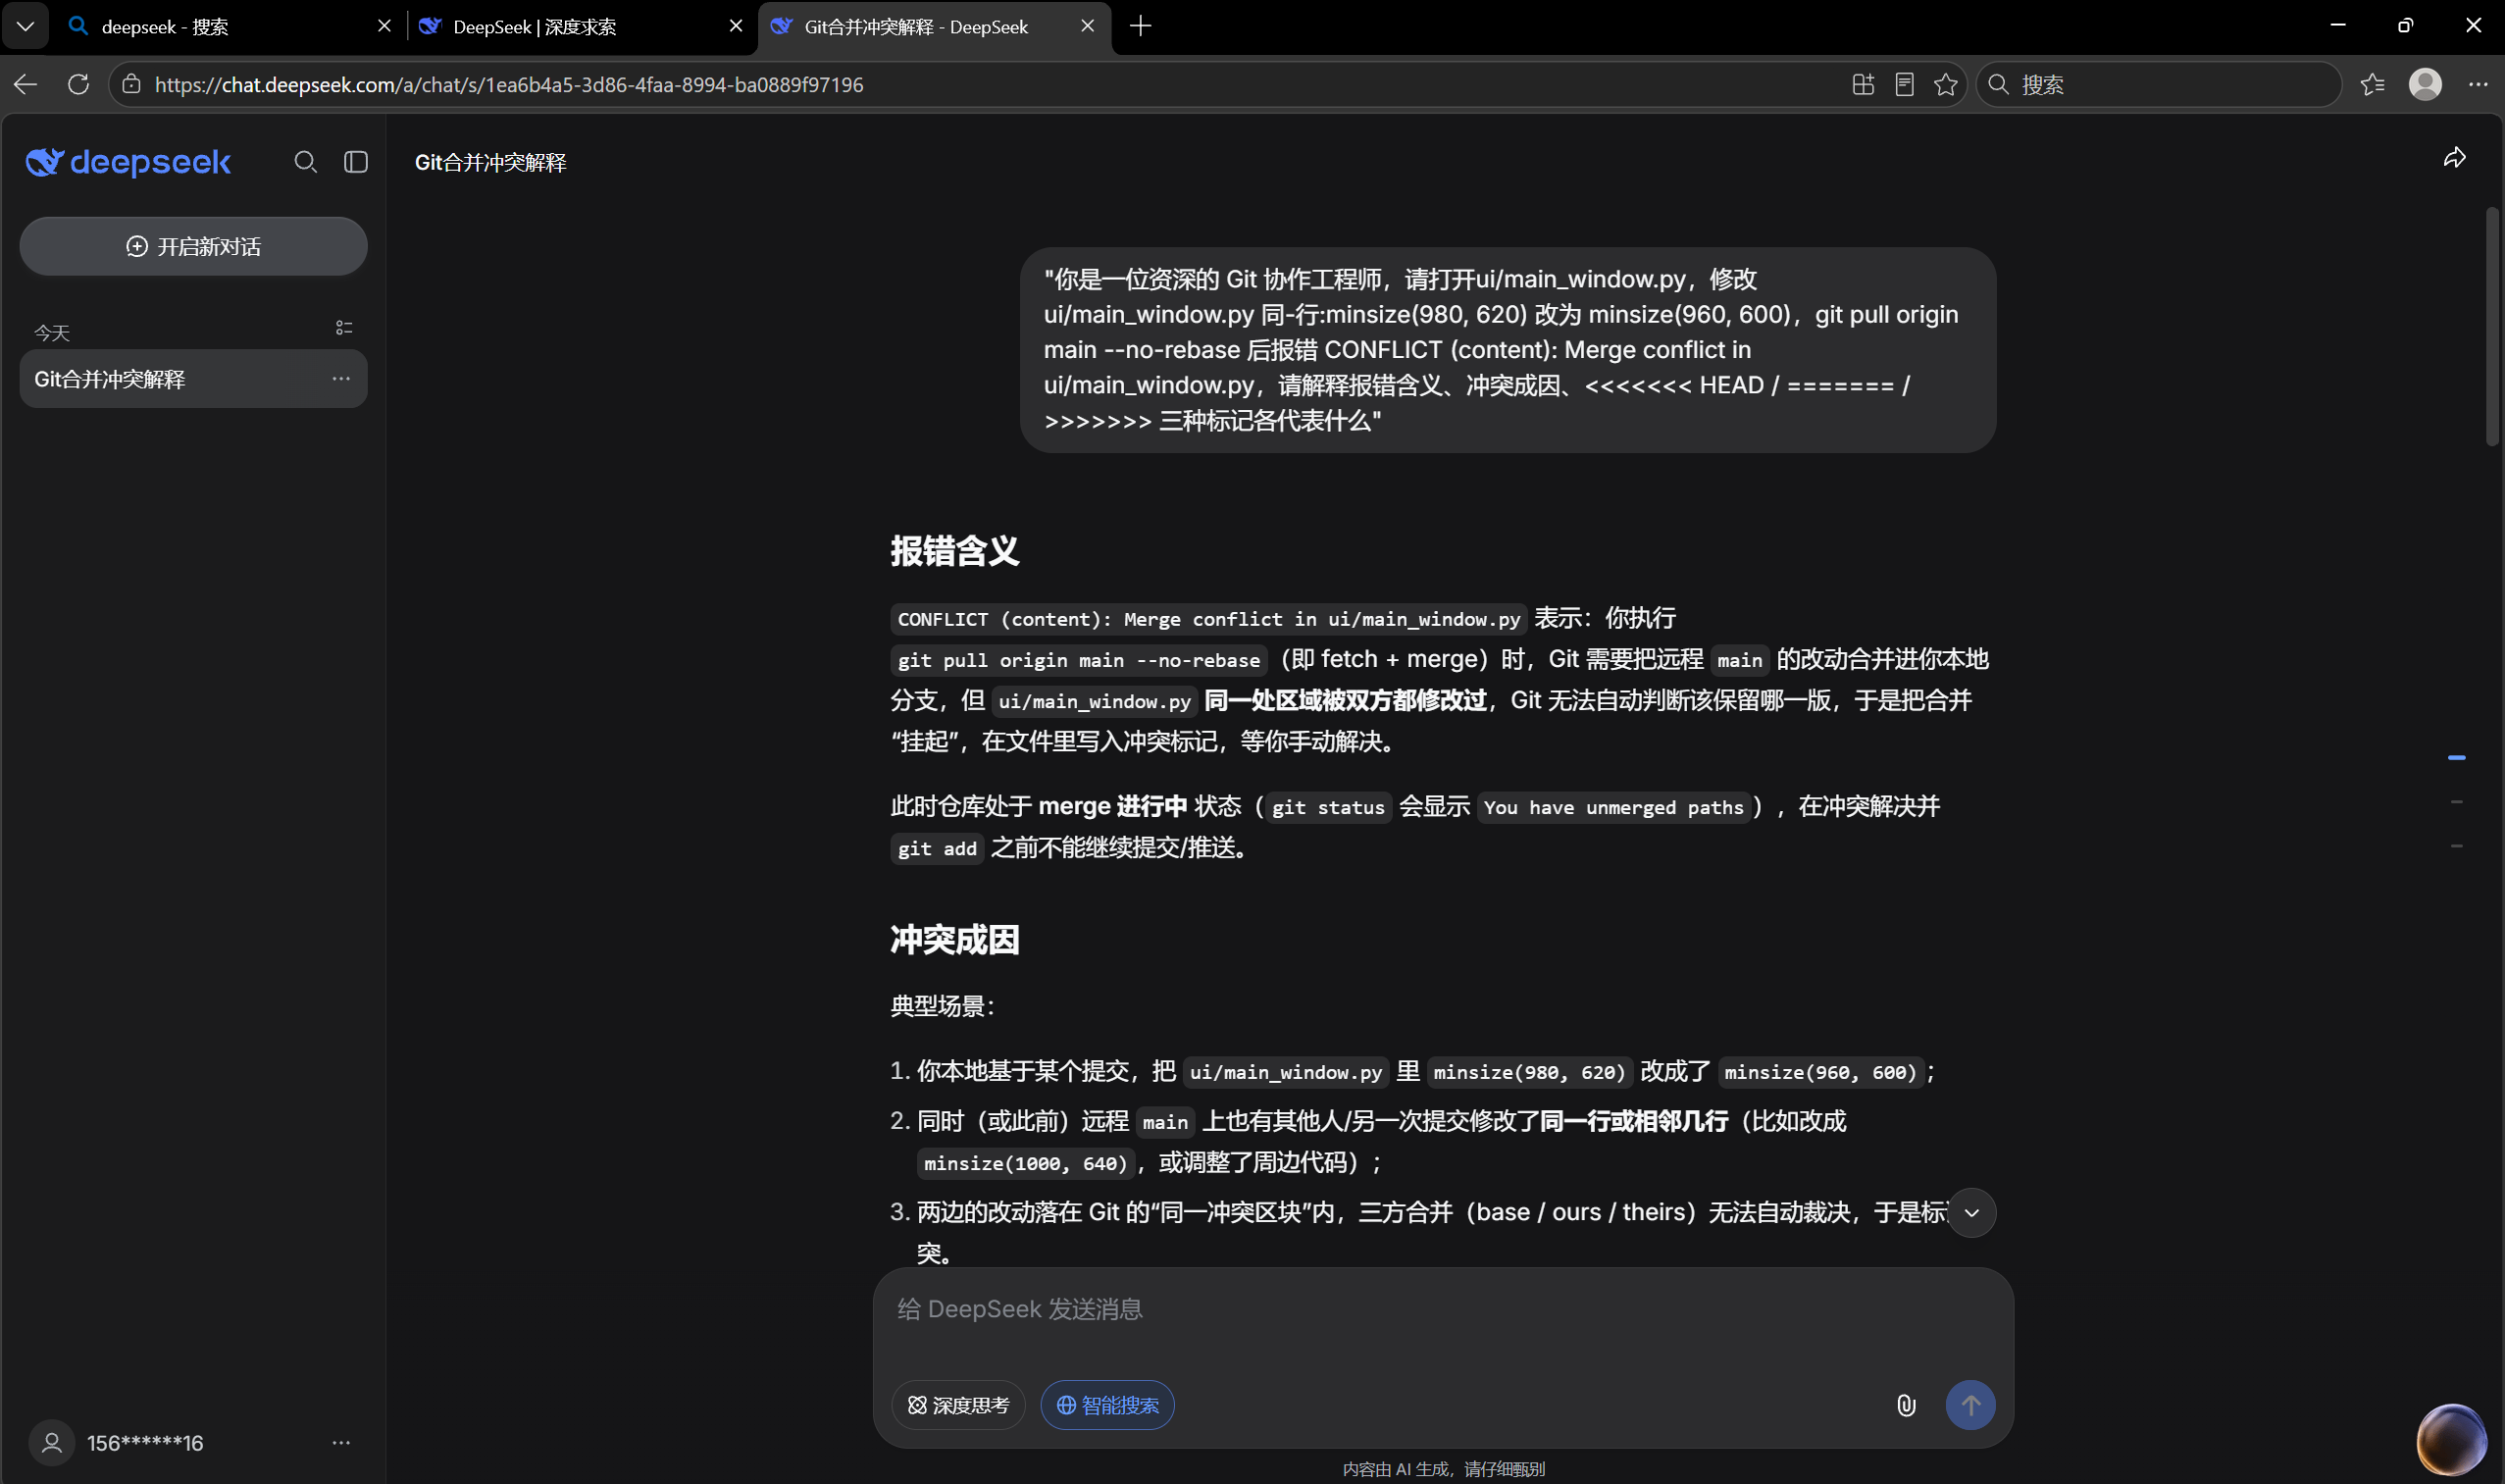 deepseek - 搜索
DeepSeek | 深度求索
Git合并冲突解释 - DeepSeek
https://chat.deepseek.com/a/chat/s/1ea6b4a5-3d86-4faa-8994-ba0889f97196
搜索
deepseek
Git合并冲突解释
开启新对话
今天
Git合并冲突解释
"你是一位资深的 Git 协作工程师，请打开ui/main_window.py，修改
ui/main_window.py 同-行:minsize(980, 620) 改为 minsize(960, 600)，git pull origin
main --no-rebase 后报错 CONFLICT (content): Merge conflict in
ui/main_window.py，请解释报错含义、冲突成因、<<<<<<< HEAD / ======= /
>>>>>>> 三种标记各代表什么"
报错含义
CONFLICT (content): Merge conflict in ui/main_window.py 表示：你执行
git pull origin main --no-rebase（即 fetch + merge）时，Git 需要把远程 main 的改动合并进你本地
分支，但 ui/main_window.py 同一处区域被双方都修改过，Git 无法自动判断该保留哪一版，于是把合并
“挂起”，在文件里写入冲突标记，等你手动解决。
此时仓库处于 merge 进行中 状态（git status 会显示 You have unmerged paths），在冲突解决并
git add 之前不能继续提交/推送。
冲突成因
典型场景：
1. 你本地基于某个提交，把 ui/main_window.py 里 minsize(980, 620) 改成了 minsize(960, 600)；
2. 同时（或此前）远程 main 上也有其他人/另一次提交修改了同一行或相邻几行（比如改成
minsize(1000, 640)，或调整了周边代码）；
3. 两边的改动落在 Git 的“同一冲突区块”内，三方合并（base / ours / theirs）无法自动裁决，于是标
突。
给 DeepSeek 发送消息
深度思考
智能搜索
156******16
内容由 AI 生成，请仔细甄别